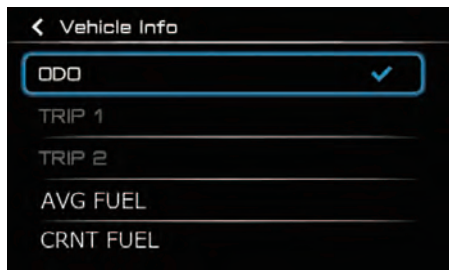 Vehicle Info
ODO
TRIP 1
TRIP 2
AVG FUEL
CRNT FUEL